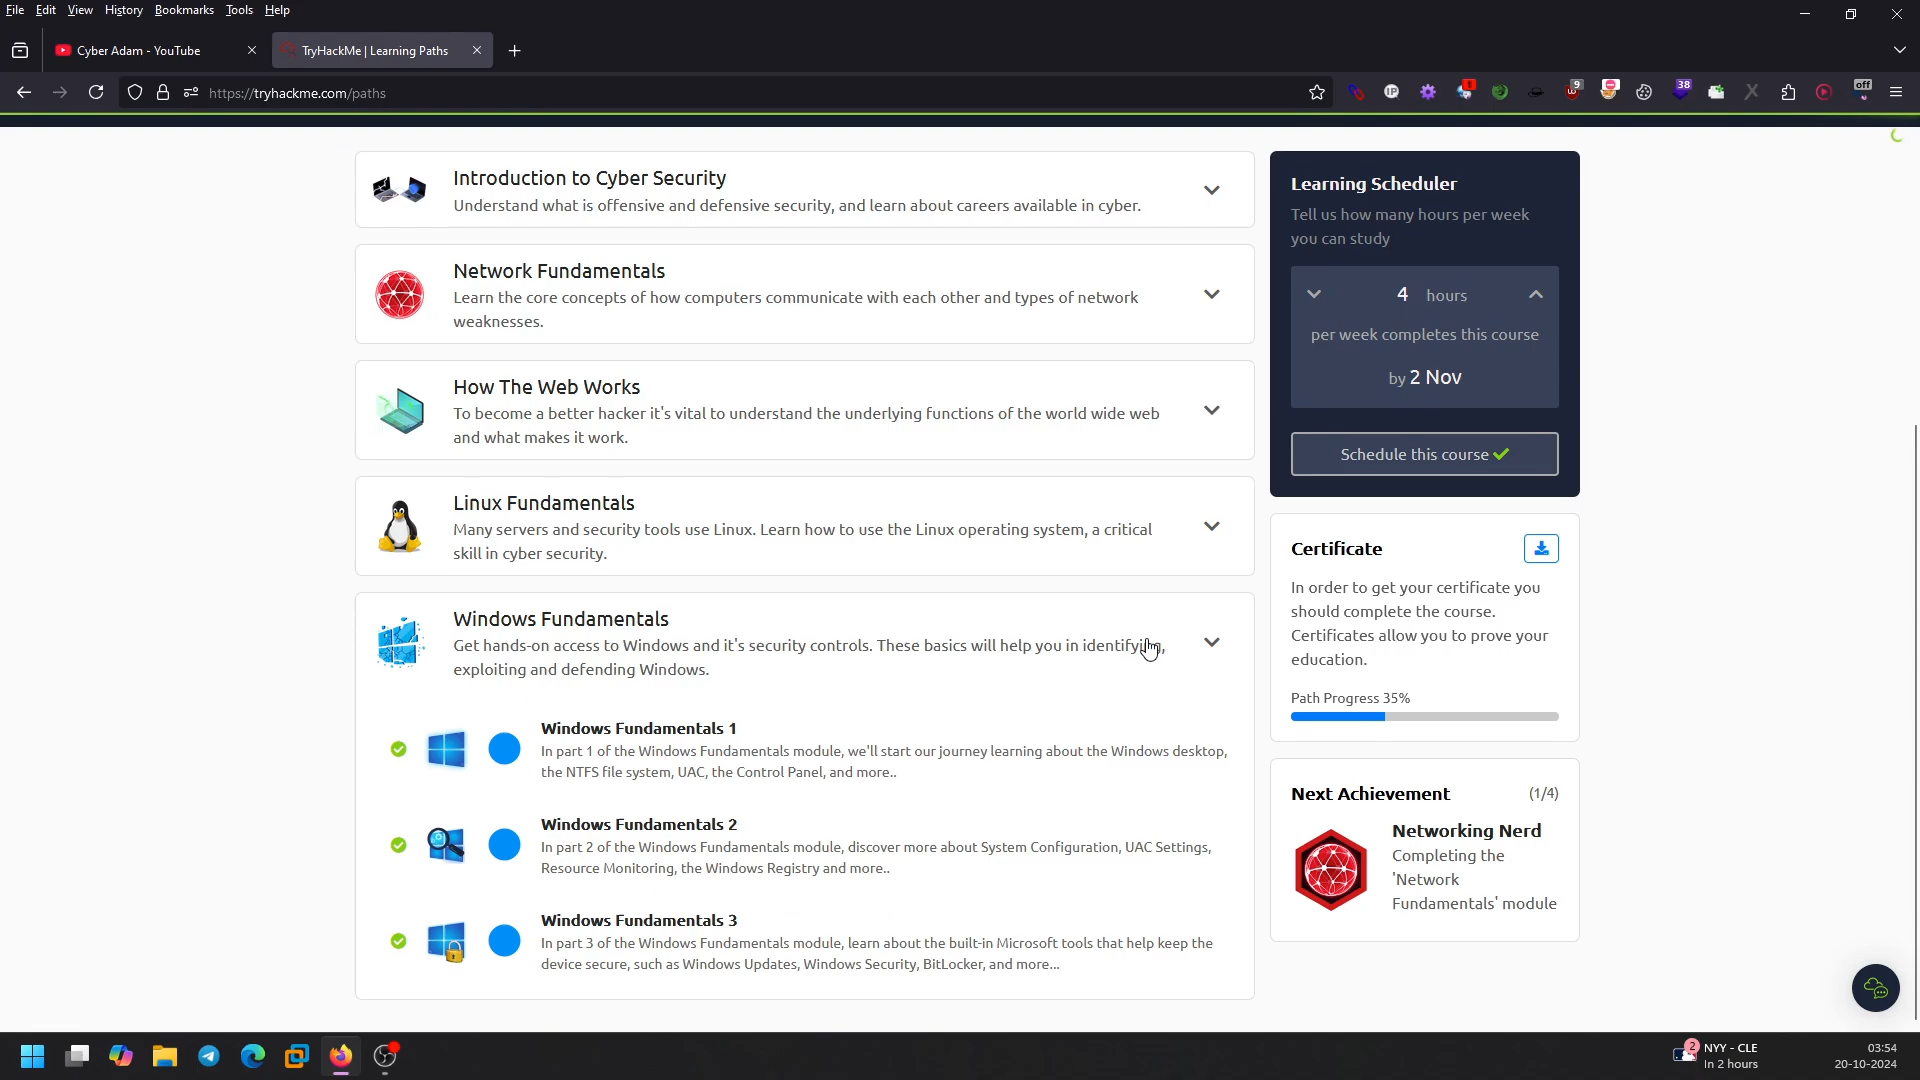 File Edit View History Bookmarks Tools Help
Cyber Adam - YouTube
TryHackMe | Learning Paths
https://tryhackme.com/paths
IP
9
38
off
Introduction to Cyber Security
Understand what is offensive and defensive security, and learn about careers available in cyber.
Network Fundamentals
Learn the core concepts of how computers communicate with each other and types of network
weaknesses.
How The Web Works
To become a better hacker it's vital to understand the underlying functions of the world wide web
and what makes it work.
Linux Fundamentals
Many servers and security tools use Linux. Learn how to use the Linux operating system, a critical
skill in cyber security.
Windows Fundamentals
Get hands-on access to Windows and it's security controls. These basics will help you in identifying,
exploiting and defending Windows.
Windows Fundamentals 1
In part 1 of the Windows Fundamentals module, we'll start our journey learning about the Windows desktop,
the NTFS file system, UAC, the Control Panel, and more..
Windows Fundamentals 2
In part 2 of the Windows Fundamentals module, discover more about System Configuration, UAC Settings,
Resource Monitoring, the Windows Registry and more..
Windows Fundamentals 3
In part 3 of the Windows Fundamentals module, learn about the built-in Microsoft tools that help keep the
device secure, such as Windows Updates, Windows Security, BitLocker, and more...
Learning Scheduler
Tell us how many hours per week
you can study
4 hours
per week completes this course
by 2 Nov
Schedule this course
Certificate
In order to get your certificate you
should complete the course.
Certificates allow you to prove your
education.
Path Progress 35%
Next Achievement (1/4)
Networking Nerd
Completing the
'Network
Fundamentals' module
2
NYY - CLE
In 2 hours
03:54
20-10-2024